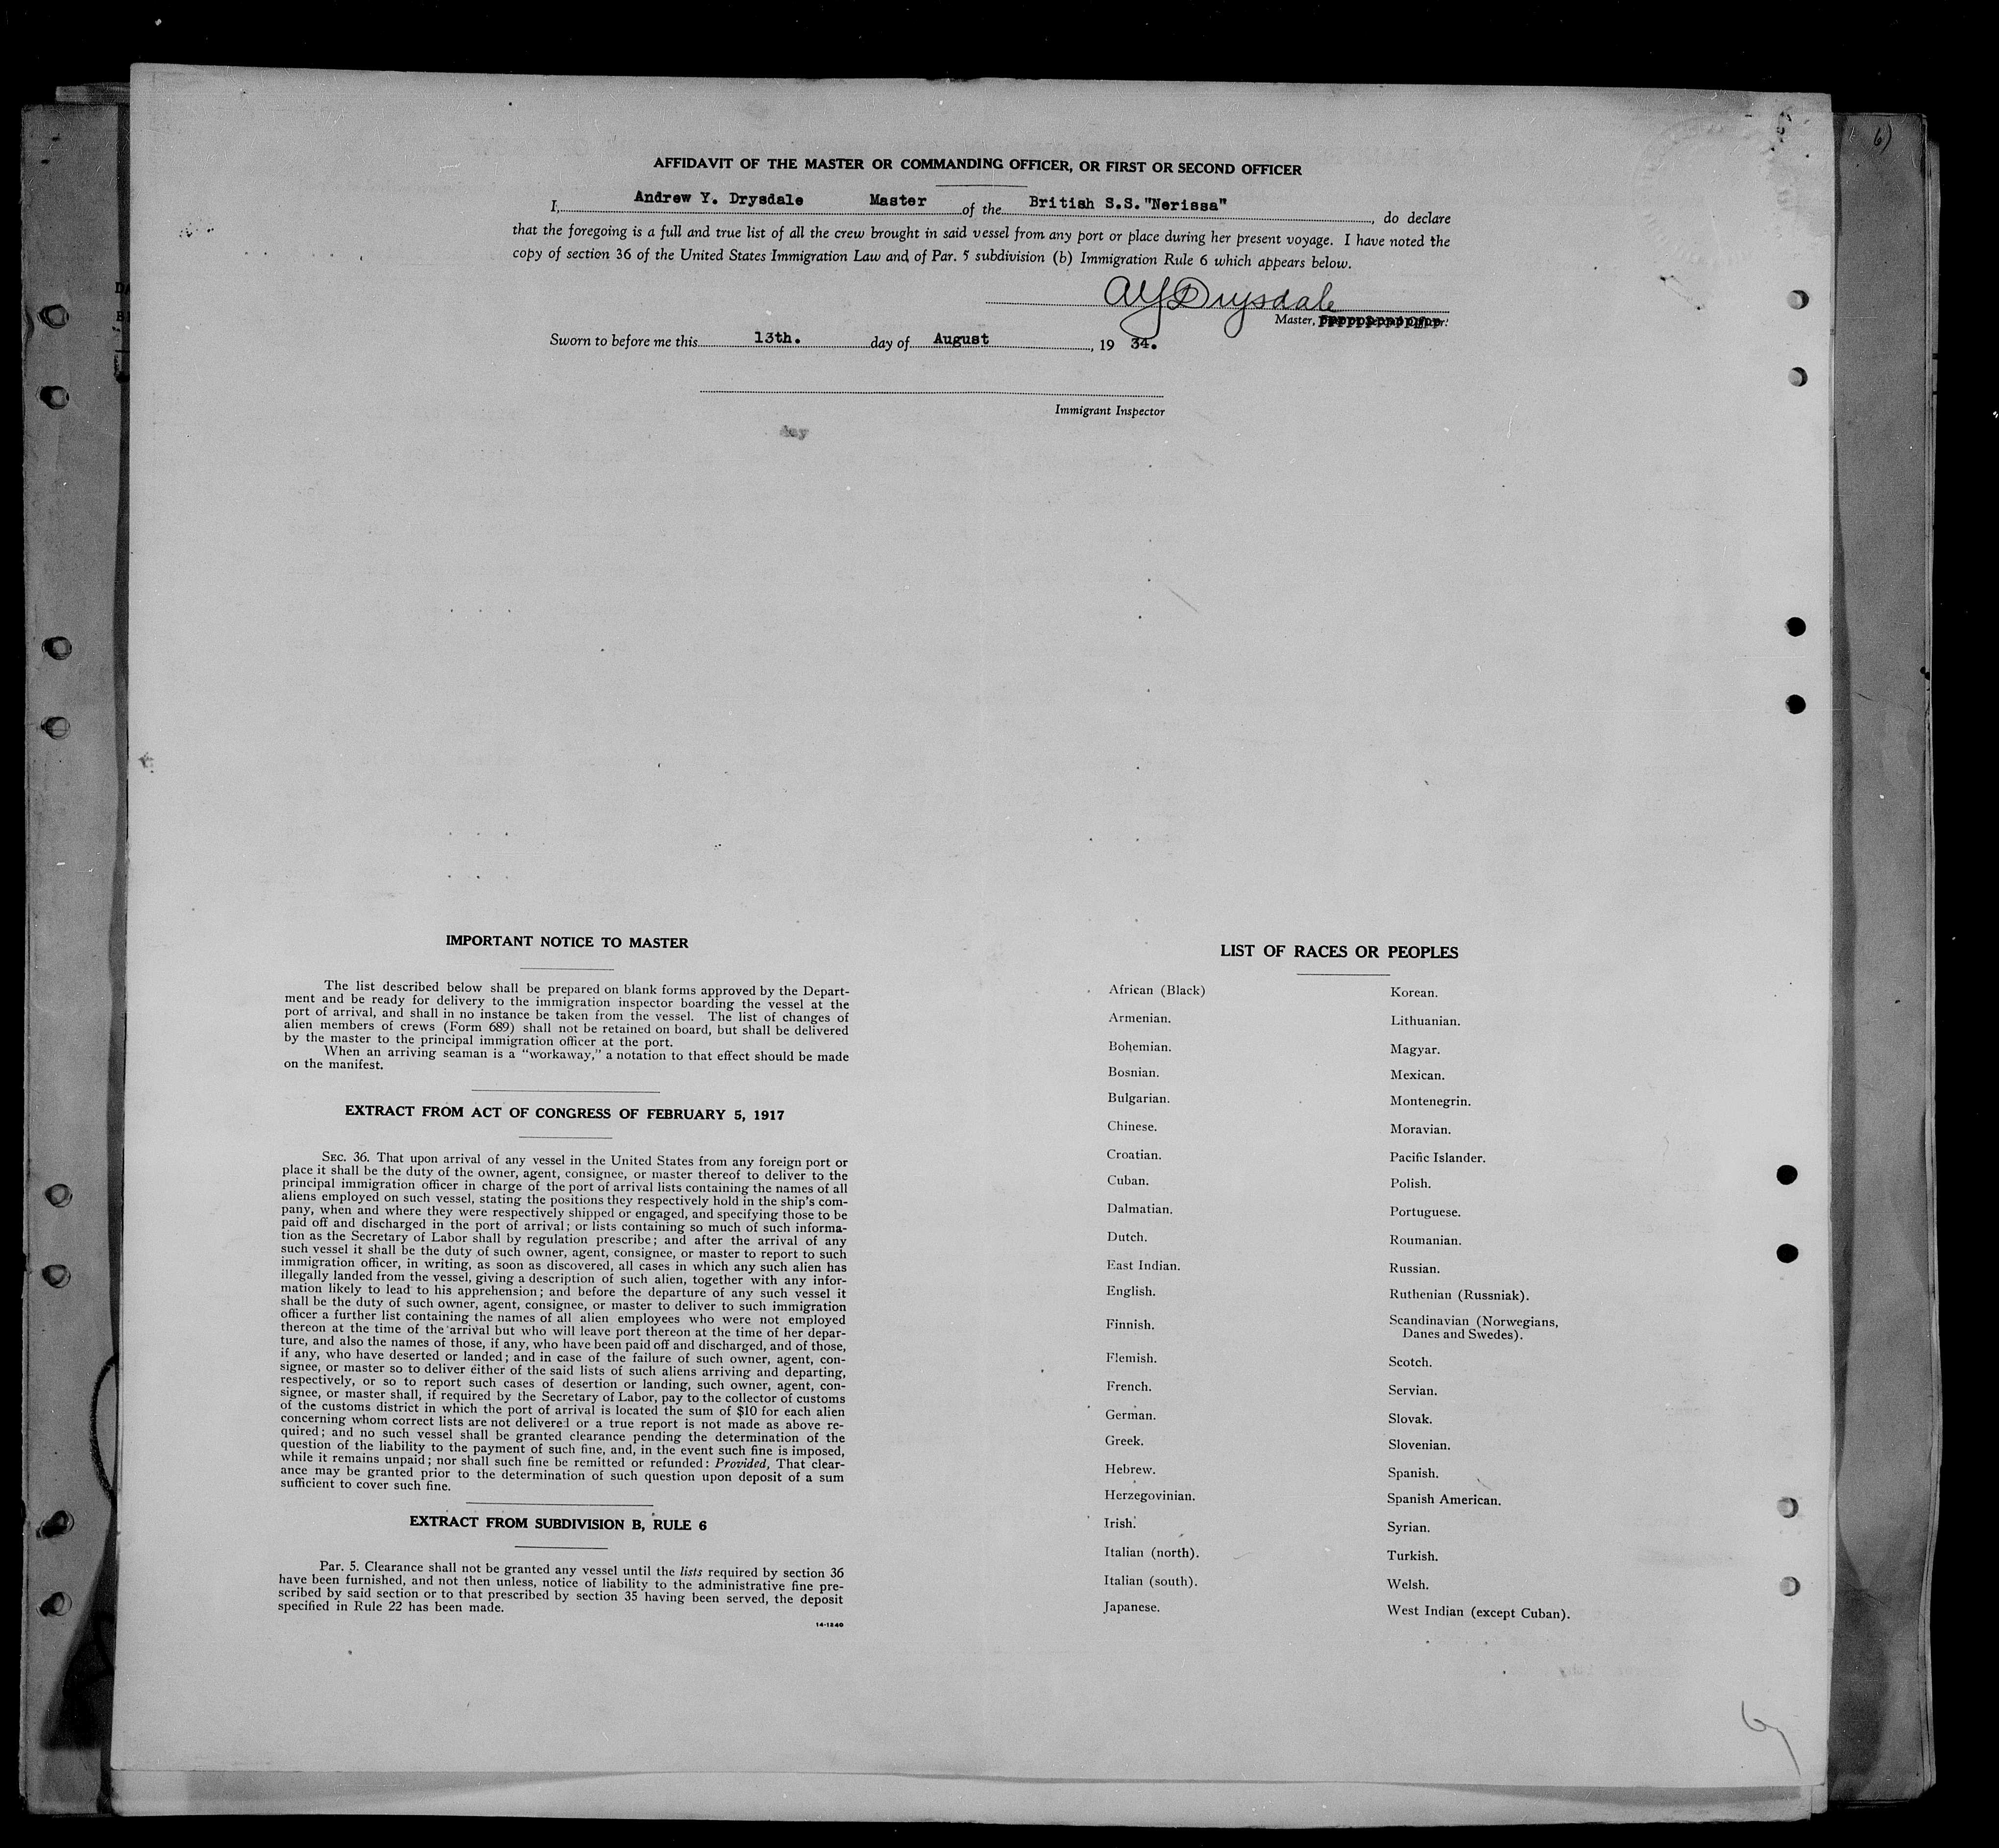 6)
AFFIDAVIT OF THE MASTER OR COMMANDING OFFICER, OR FIRST OR SECOND OFFICER
I, Andrew Y. Drysdale Master of the British S.S."Nerissa", do declare
that the foregoing is a full and true list of all the crew brought in said vessel from any port or place during her present voyage. I have noted the
copy of section 36 of the United States Immigration Law and of Par. 5 subdivision (b) Immigration Rule 6 which appears below.
AYDrysdale
Master,
Sworn to before me this 13th. day of August, 19 34.
Immigrant Inspector
IMPORTANT NOTICE TO MASTER
The list described below shall be prepared on blank forms approved by the Depart-
ment and be ready for delivery to the immigration inspector boarding the vessel at the
port of arrival, and shall in no instance be taken from the vessel. The list of changes of
alien members of crews (Form 689) shall not be retained on board, but shall be delivered
by the master to the principal immigration officer at the port.
When an arriving seaman is a "workaway," a notation to that effect should be made
on the manifest.
EXTRACT FROM ACT OF CONGRESS OF FEBRUARY 5, 1917
SEC. 36. That upon arrival of any vessel in the United States from any foreign port or
place it shall be the duty of the owner, agent, consignee, or master thereof to deliver to the
principal immigration officer in charge of the port of arrival lists containing the names of all
aliens employed on such vessel, stating the positions they respectively hold in the ship's com-
pany, when and where they were respectively shipped or engaged, and specifying those to be
paid off and discharged in the port of arrival; or lists containing so much of such informa-
tion as the Secretary of Labor shall by regulation prescribe; and after the arrival of any
such vessel it shall be the duty of such owner, agent, consignee, or master to report to such
immigration officer, in writing, as soon as discovered, all cases in which any such alien has
illegally landed from the vessel, giving a description of such alien, together with any infor-
mation likely to lead to his apprehension; and before the departure of any such vessel it
shall be the duty of such owner, agent, consignee, or master to deliver to such immigration
officer a further list containing the names of all alien employees who were not employed
thereon at the time of the arrival but who will leave port thereon at the time of her depar-
ture, and also the names of those, if any, who have been paid off and discharged, and of those,
if any, who have deserted or landed; and in case of the failure of such owner, agent, con-
signee, or master so to deliver either of the said lists of such aliens arriving and departing,
respectively, or so to report such cases of desertion or landing, such owner, agent, con-
signee, or master shall, if required by the Secretary of Labor, pay to the collector of customs
of the customs district in which the port of arrival is located the sum of $10 for each alien
concerning whom correct lists are not delivered or a true report is not made as above re-
quired; and no such vessel shall be granted clearance pending the determination of the
question of the liability to the payment of such fine, and, in the event such fine is imposed,
while it remains unpaid; nor shall such fine be remitted or refunded: Provided, That clear-
ance may be granted prior to the determination of such question upon deposit of a sum
sufficient to cover such fine.
EXTRACT FROM SUBDIVISION B, RULE 6
Par. 5. Clearance shall not be granted any vessel until the lists required by section 36
have been furnished, and not then unless, notice of liability to the administrative fine pre-
scribed by said section or to that prescribed by section 35 having been served, the deposit
specified in Rule 22 has been made.
14-1240
LIST OF RACES OR PEOPLES
African (Black)
Armenian.
Bohemian.
Bosnian.
Bulgarian.
Chinese.
Croatian.
Cuban.
Dalmatian.
Dutch.
East Indian.
English.
Finnish.
Flemish.
French.
German.
Greek.
Hebrew.
Herzegovinian.
Irish.
Italian (north).
Italian (south).
Japanese.
Korean.
Lithuanian.
Magyar.
Mexican.
Montenegrin.
Moravian.
Pacific Islander.
Polish.
Portuguese.
Roumanian.
Russian.
Ruthenian (Russniak).
Scandinavian (Norwegians,
Danes and Swedes).
Scotch.
Servian.
Slovak.
Slovenian.
Spanish.
Spanish American.
Syrian.
Turkish.
Welsh.
West Indian (except Cuban).